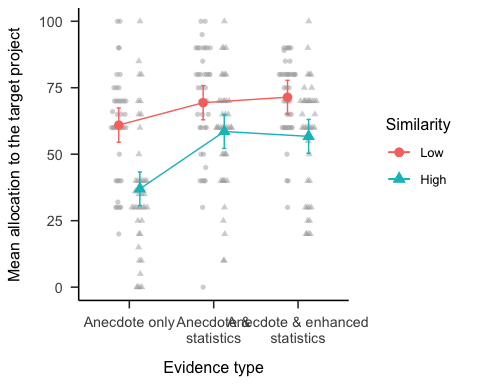 100
75
50
25
0
Mean allocation to the target project
Anecdote only
Anecdote &
statistics
Anecdote & enhanced
statistics
Evidence type
Similarity
Low
High